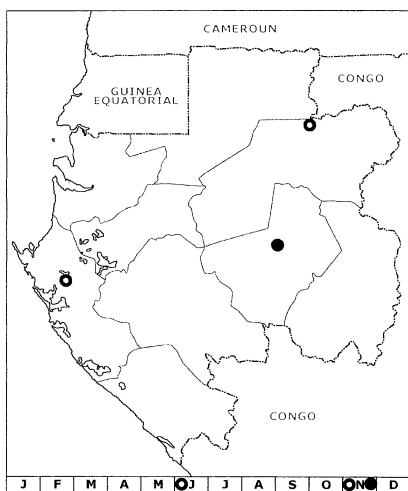 CAMEROUN
CONGO
GUINEA
EQUATORIAL
CONGO
J F M A M J J A S O N D